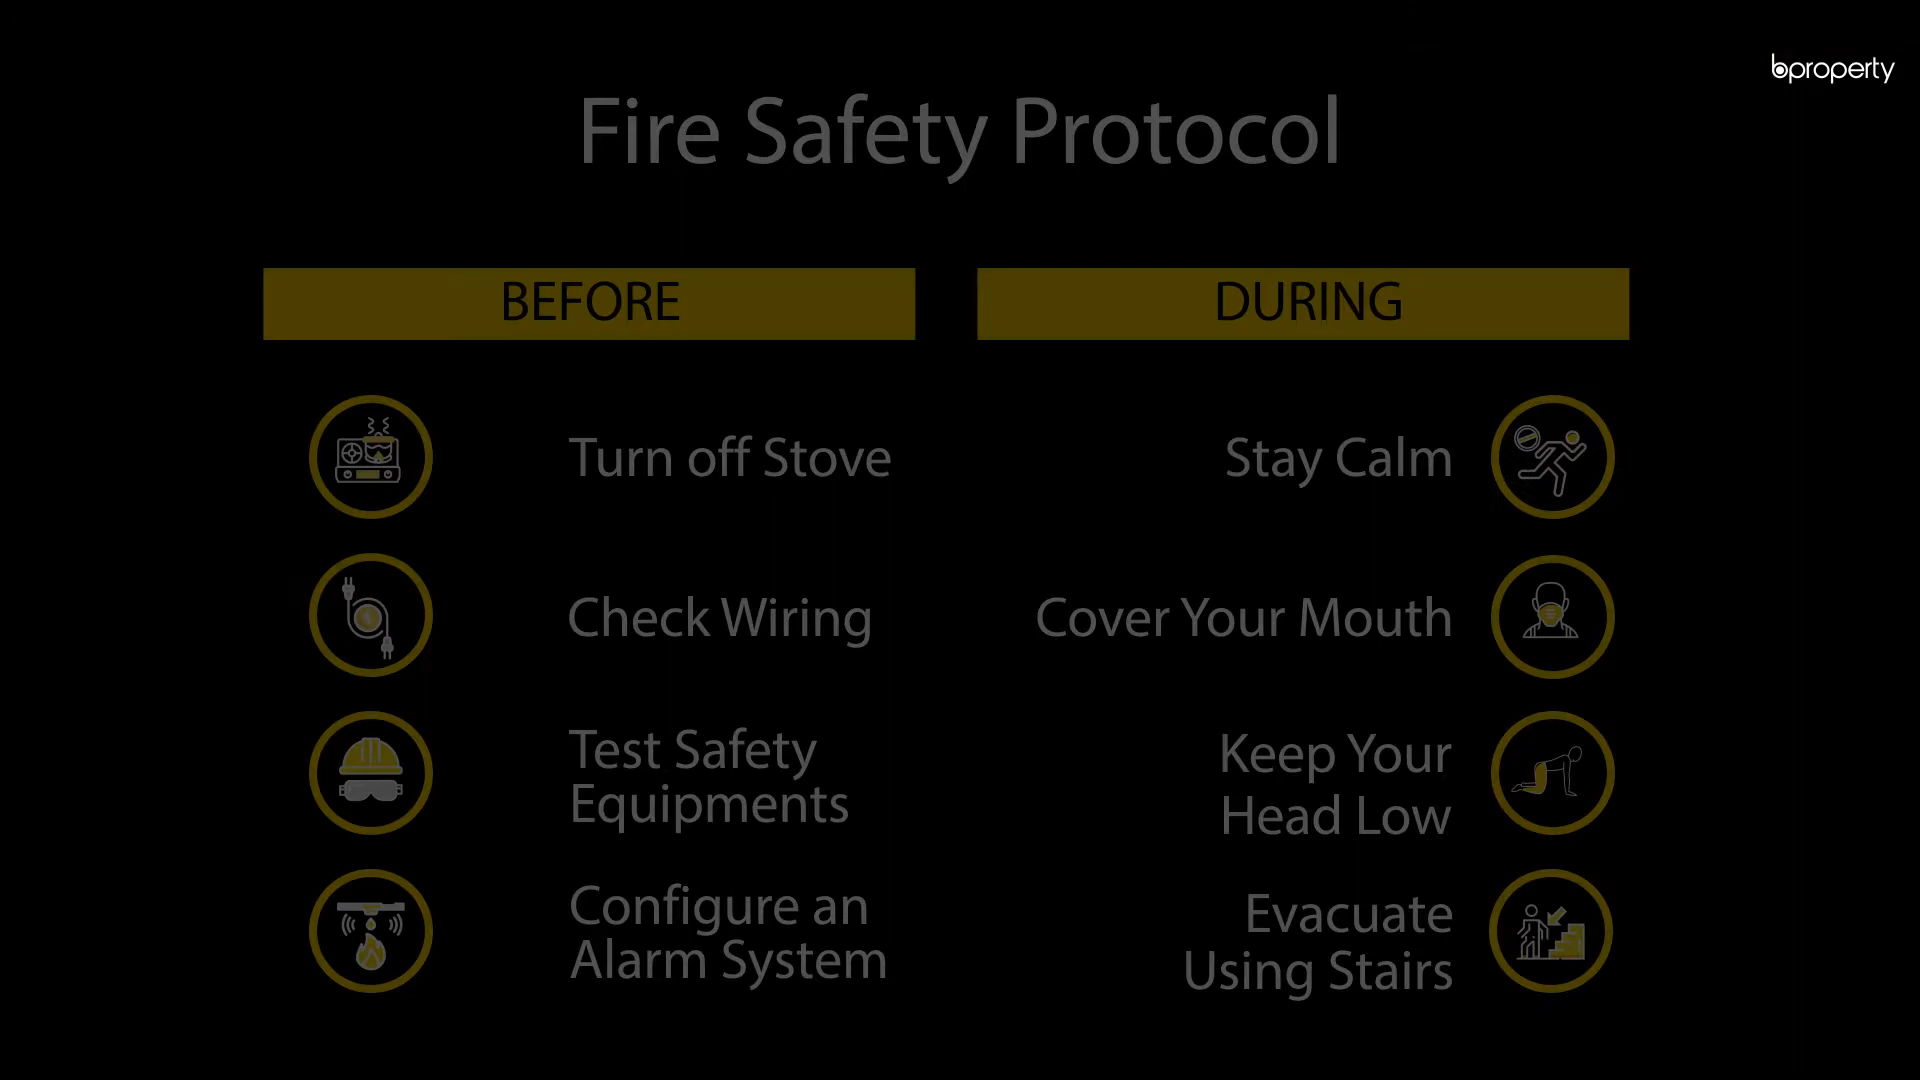 bproperty
Fire Safety Protocol
BEFORE
Turn off Stove
Check Wiring
Test Safety
Equipments
Configure an
Alarm System
DURING
Stay Calm
Cover Your Mouth
Keep Your
Head Low
Evacuate
Using Stairs